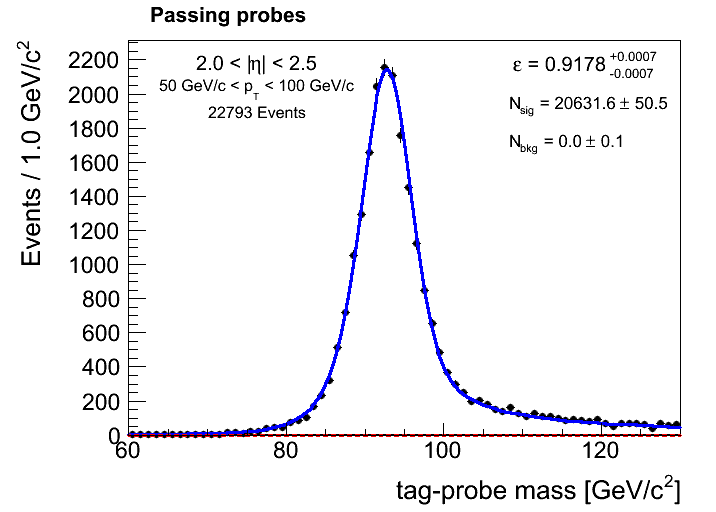 Passing probes
2.0 < |η| < 2.5
50 GeV/c < p_T < 100 GeV/c
22793 Events
ε = 0.9178 +0.0007 -0.0007
N_sig = 20631.6 ± 50.5
N_bkg = 0.0 ± 0.1
Events / 1.0 GeV/c²
2200
2000
1800
1600
1400
1200
1000
800
600
400
200
0
60 80 100 120
tag-probe mass [GeV/c²]